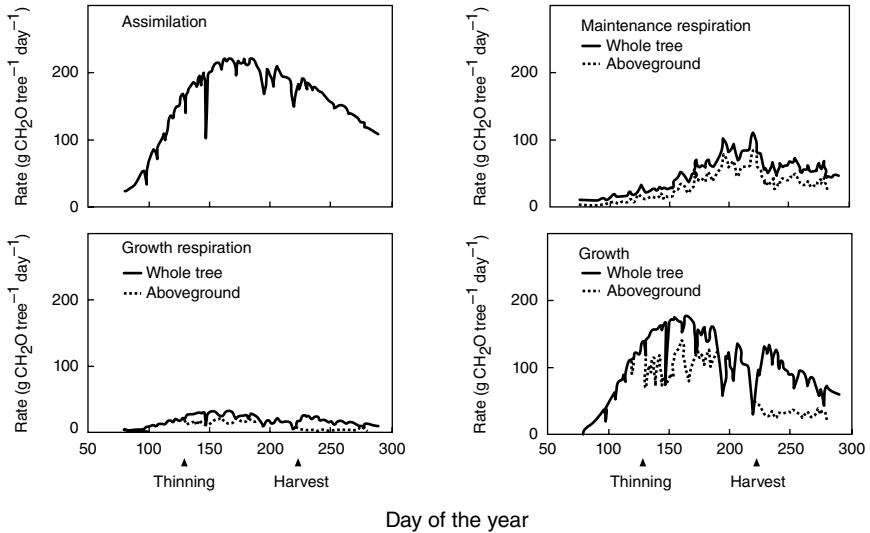 Assimilation
Rate (g CH₂O tree⁻¹ day⁻¹)
200
100
0
Maintenance respiration
Whole tree
Aboveground
Rate (g CH₂O tree⁻¹ day⁻¹)
200
100
0
Growth respiration
Whole tree
Aboveground
Rate (g CH₂O tree⁻¹ day⁻¹)
200
100
0
50 100 150 200 250 300
Thinning Harvest
Growth
Whole tree
Aboveground
Rate (g CH₂O tree⁻¹ day⁻¹)
200
100
0
50 100 150 200 250 300
Thinning Harvest
Day of the year